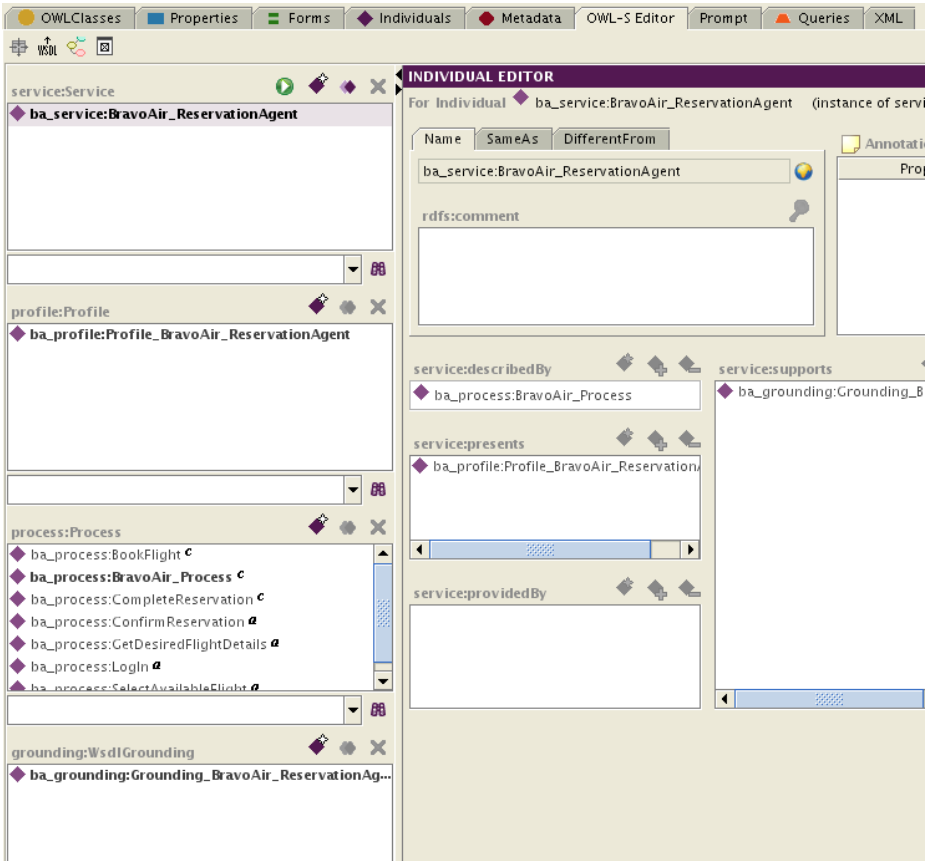 OWLClasses Properties Forms Individuals Metadata OWL-S Editor Prompt Queries XML
WSDL
service:Service
ba_service:BravoAir_ReservationAgent
profile:Profile
ba_profile:Profile_BravoAir_ReservationAgent
process:Process
ba_process:BookFlight c
ba_process:BravoAir_Process c
ba_process:CompleteReservation c
ba_process:ConfirmReservation a
ba_process:GetDesiredFlightDetails a
ba_process:LogIn a
ba_process:SelectAvailableFlight a
grounding:WsdlGrounding
ba_grounding:Grounding_BravoAir_ReservationAg...
INDIVIDUAL EDITOR
For Individual ba_service:BravoAir_ReservationAgent (instance of servi
Name SameAs DifferentFrom
ba_service:BravoAir_ReservationAgent
rdfs:comment
Annotati
Prop
service:describedBy
ba_process:BravoAir_Process
service:presents
ba_profile:Profile_BravoAir_Reservation
service:providedBy
service:supports
ba_grounding:Grounding_B